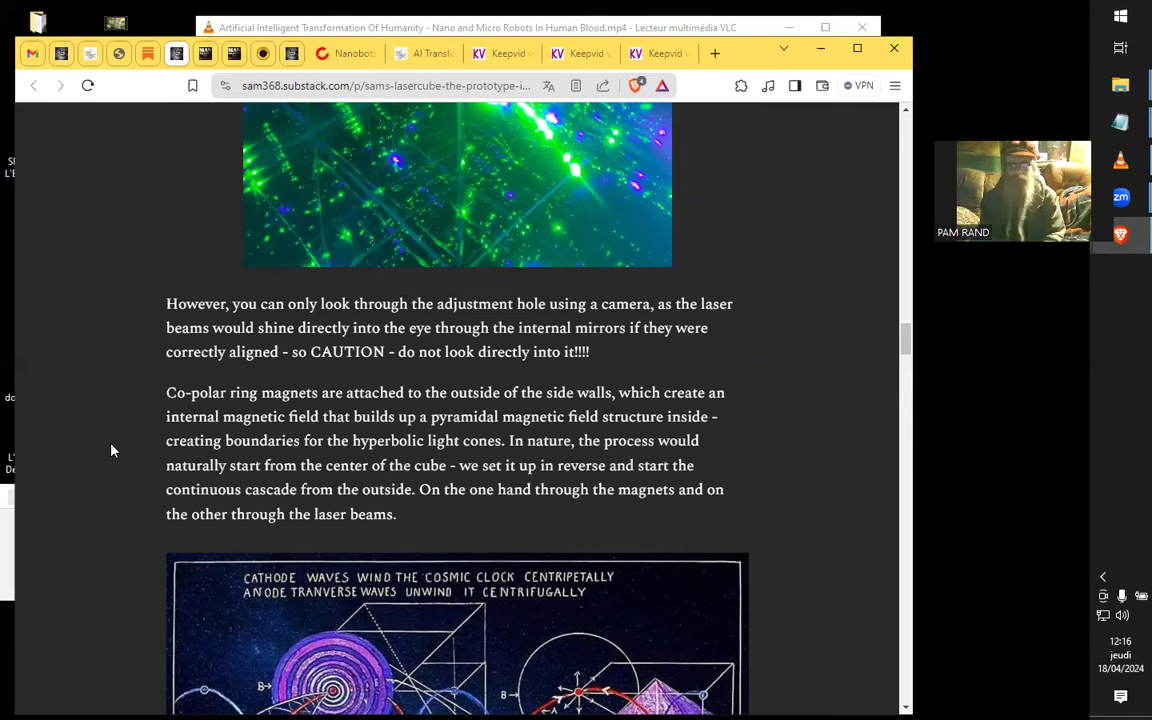 Artificial Intelligent Transformation Of Humanity - Nano and Micro Robots In Human Blood.mp4 - Lecteur multimédia VLC
Nanobots
AI Transfo
KV Keepvid v
KV Keepvid v
KV Keepvid v
sam368.substack.com/p/sams-lasercube-the-prototype-i...
4
VPN
However, you can only look through the adjustment hole using a camera, as the laser
beams would shine directly into the eye through the internal mirrors if they were
correctly aligned - so CAUTION - do not look directly into it!!!!
Co-polar ring magnets are attached to the outside of the side walls, which create an
internal magnetic field that builds up a pyramidal magnetic field structure inside -
creating boundaries for the hyperbolic light cones. In nature, the process would
naturally start from the center of the cube - we set it up in reverse and start the
continuous cascade from the outside. On the one hand through the magnets and on
the other through the laser beams.
CATHODE WAVES WIND THE COSMIC CLOCK CENTRIPETALLY
ANODE TRANVERSE WAVES UNWIND IT CENTRIFUGALLY
B
B
PAM RAND
zm
12:16
jeudi
18/04/2024